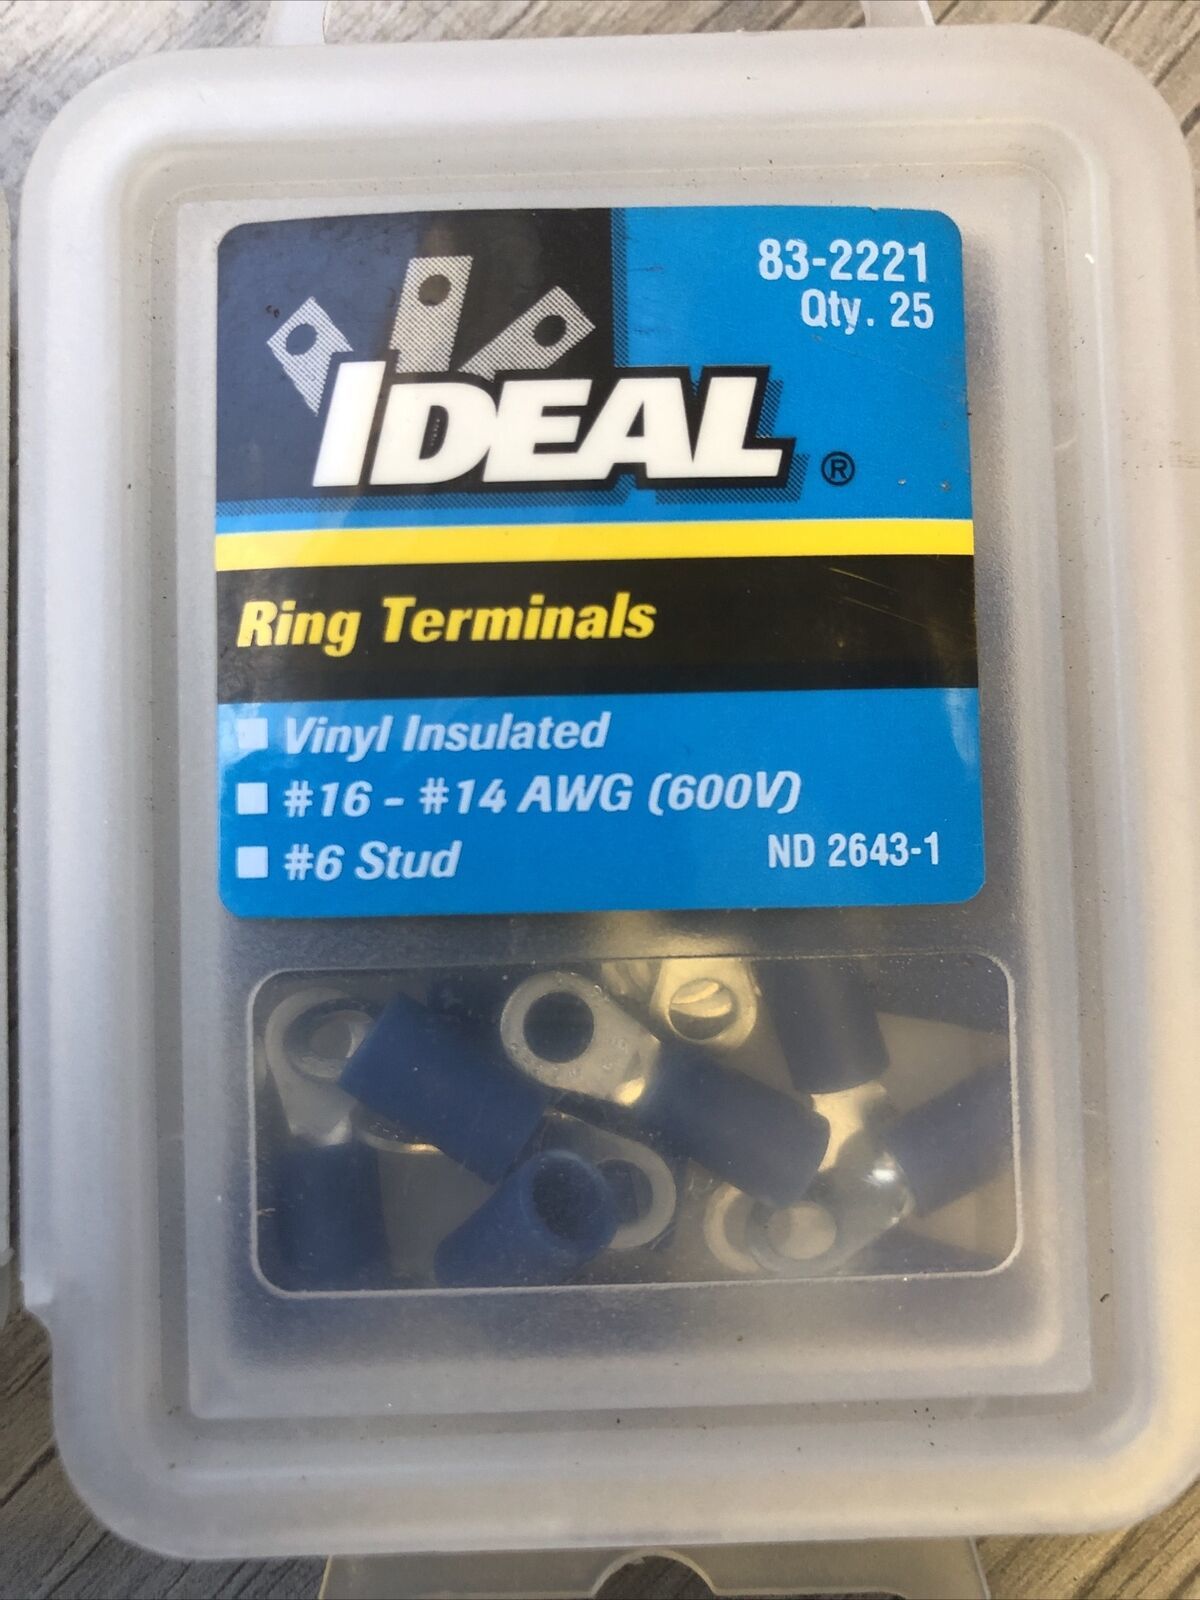 83-2221
Qty. 25
IDEAL®
Ring Terminals
Vinyl Insulated
#16 - #14 AWG (600V)
#6 Stud
ND 2643-1